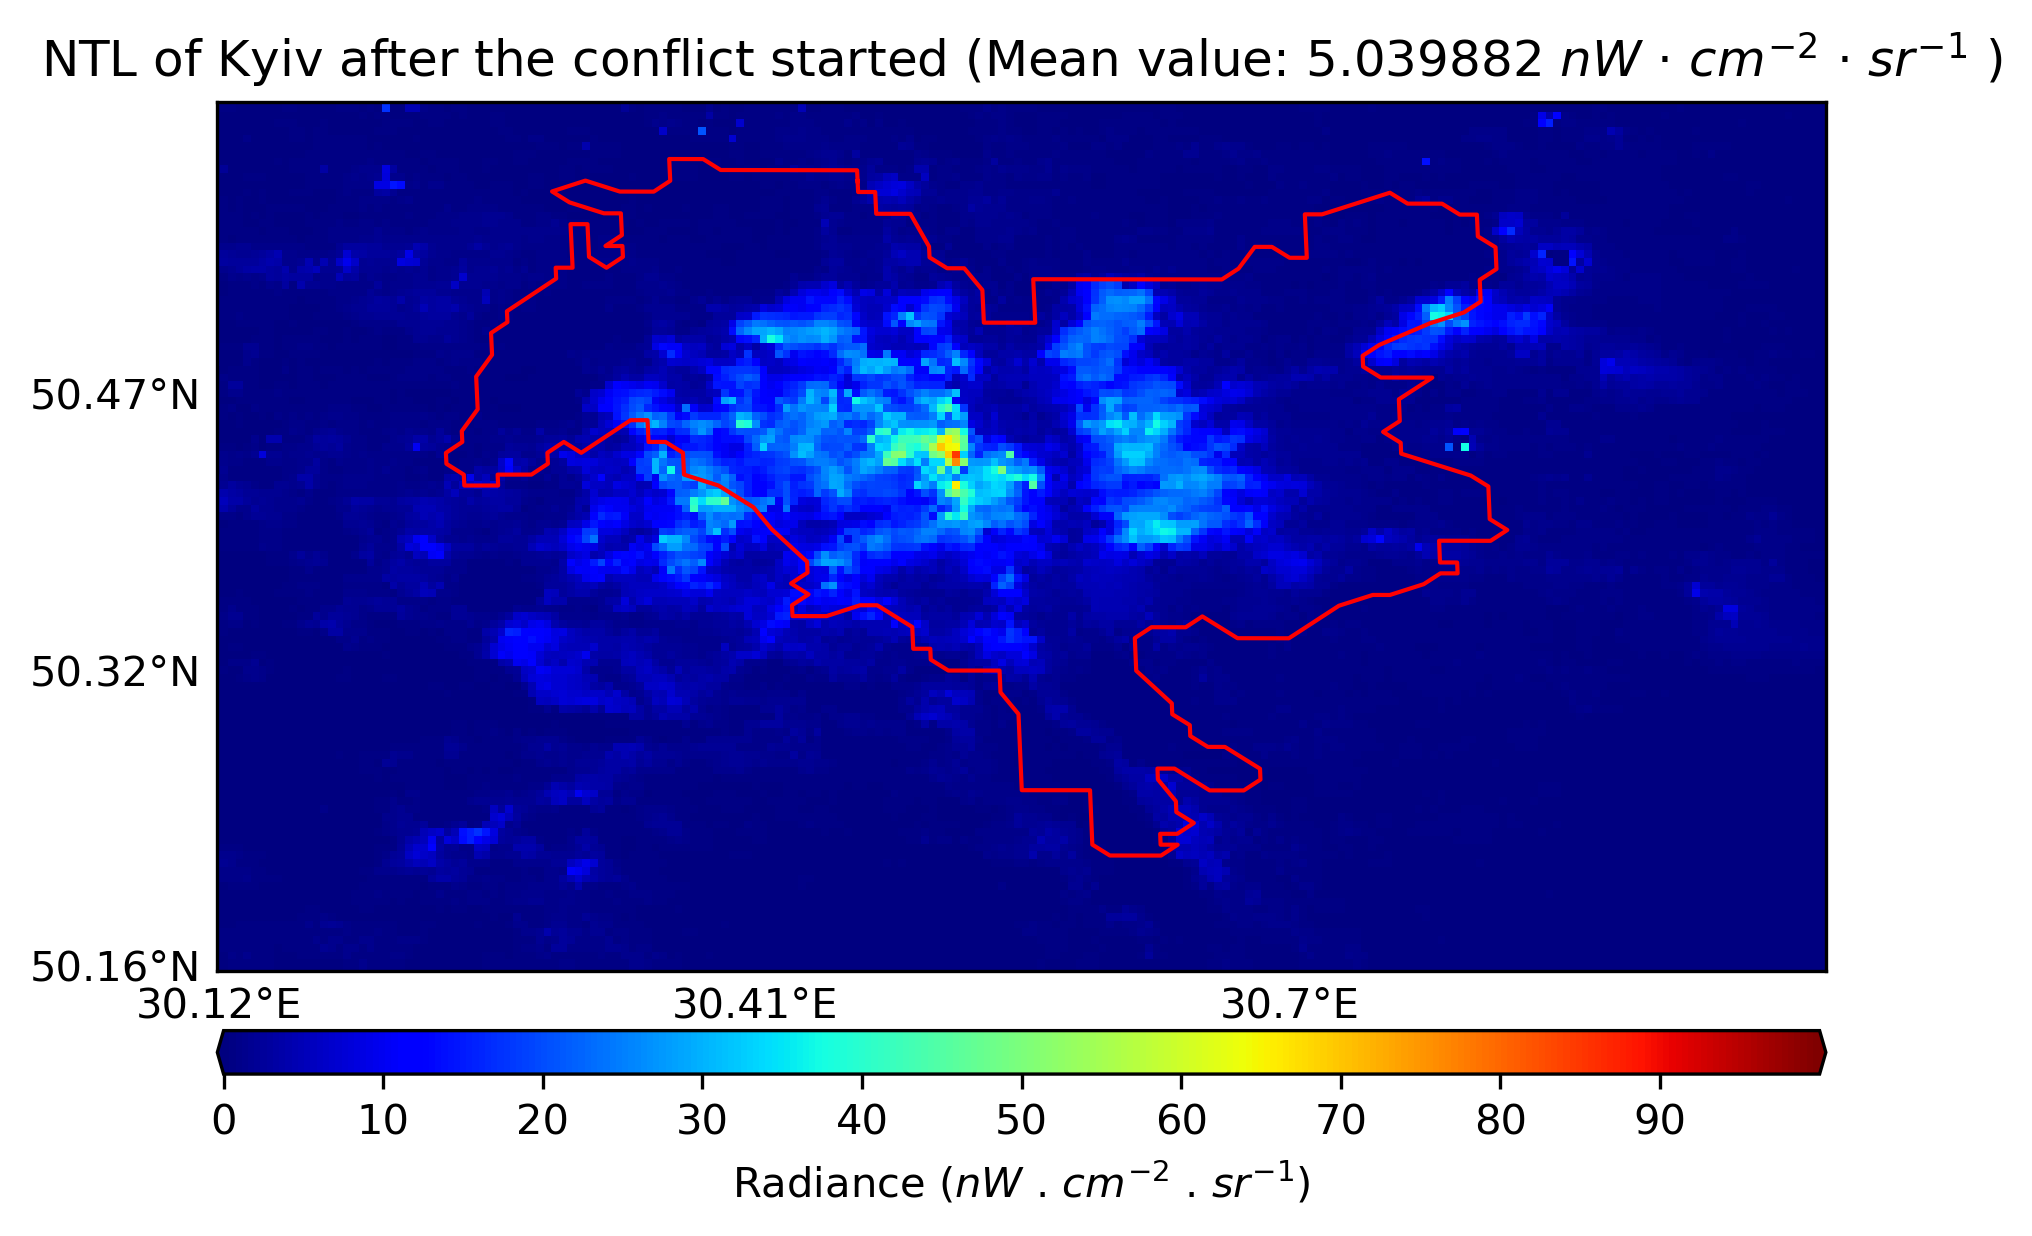 NTL of Kyiv after the conflict started (Mean value: 5.039882 nW · cm⁻² · sr⁻¹ )
50.47°N
50.32°N
50.16°N
30.12°E 30.41°E 30.7°E
0 10 20 30 40 50 60 70 80 90
Radiance (nW . cm⁻² . sr⁻¹)